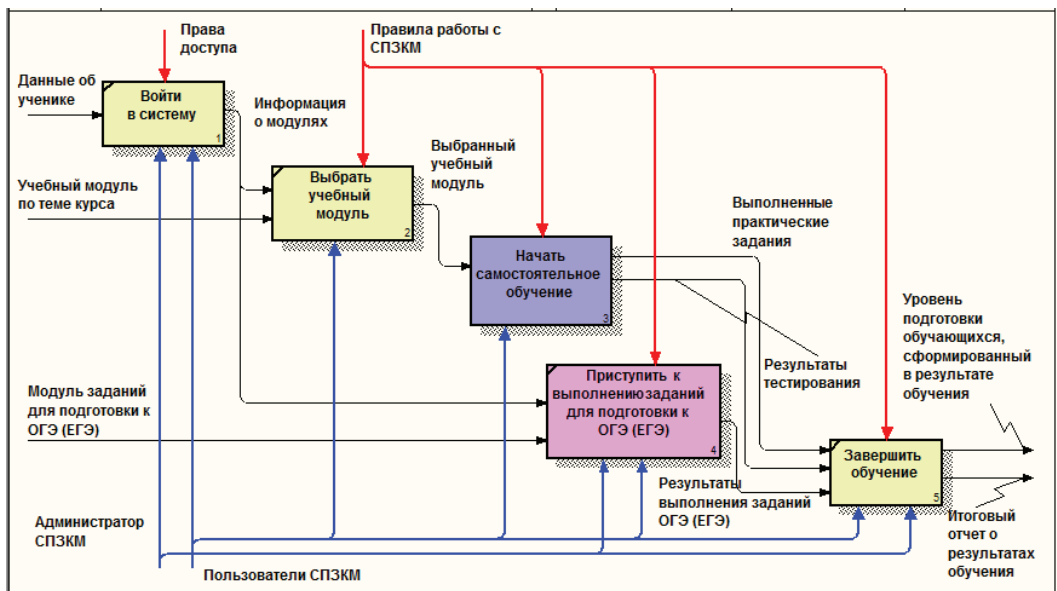 Права
доступа
Правила работы с
СПЗКМ
Данные об
ученике
Войти
в систему
1
Информация
о модулях
Выбранный
учебный
модуль
Учебный модуль
по теме курса
Выбрать
учебный
модуль
2
Выполненные
практические
задания
Начать
самостоятельное
обучение
3
Уровень
подготовки
обучающихся,
сформированный
в результате
обучения
Результаты
тестирования
Модуль заданий
для подготовки к
ОГЭ (ЕГЭ)
Приступить к
выполнениюзаданий
для подготовки к
ОГЭ (ЕГЭ)
4
Завершить
обучение
5
Результаты
выполнения заданий
ОГЭ (ЕГЭ)
Администратор
СПЗКМ
Пользователи СПЗКМ
Итоговый
отчет о
результатах
обучения